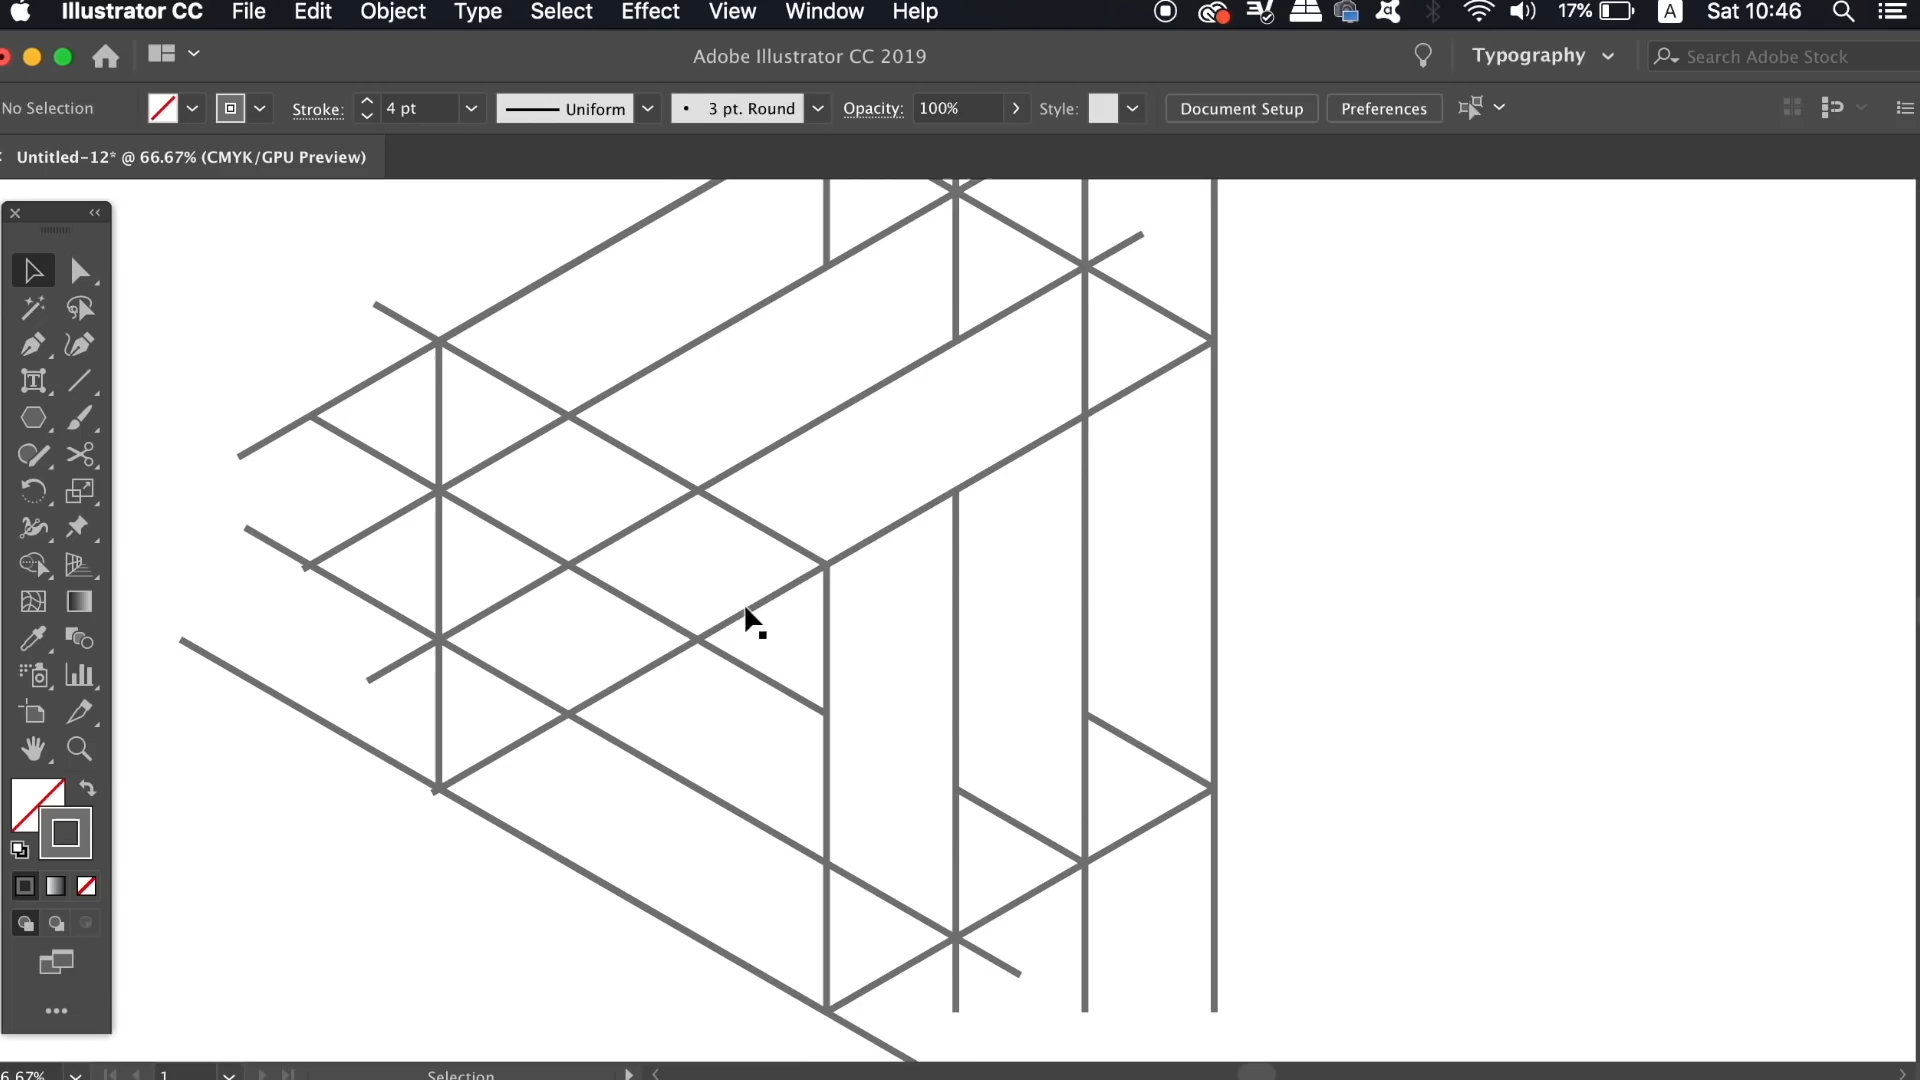 Illustrator CC File Edit Object Type Select Effect View Window Help 17% A Sat 10:46
Adobe Illustrator CC 2019 Typography Search Adobe Stock
No Selection Stroke: 4 pt Uniform 3 pt. Round Opacity: 100% Style: Document Setup Preferences
Untitled-12* @ 66.67% (CMYK/GPU Preview)
6.67% 1 Selection